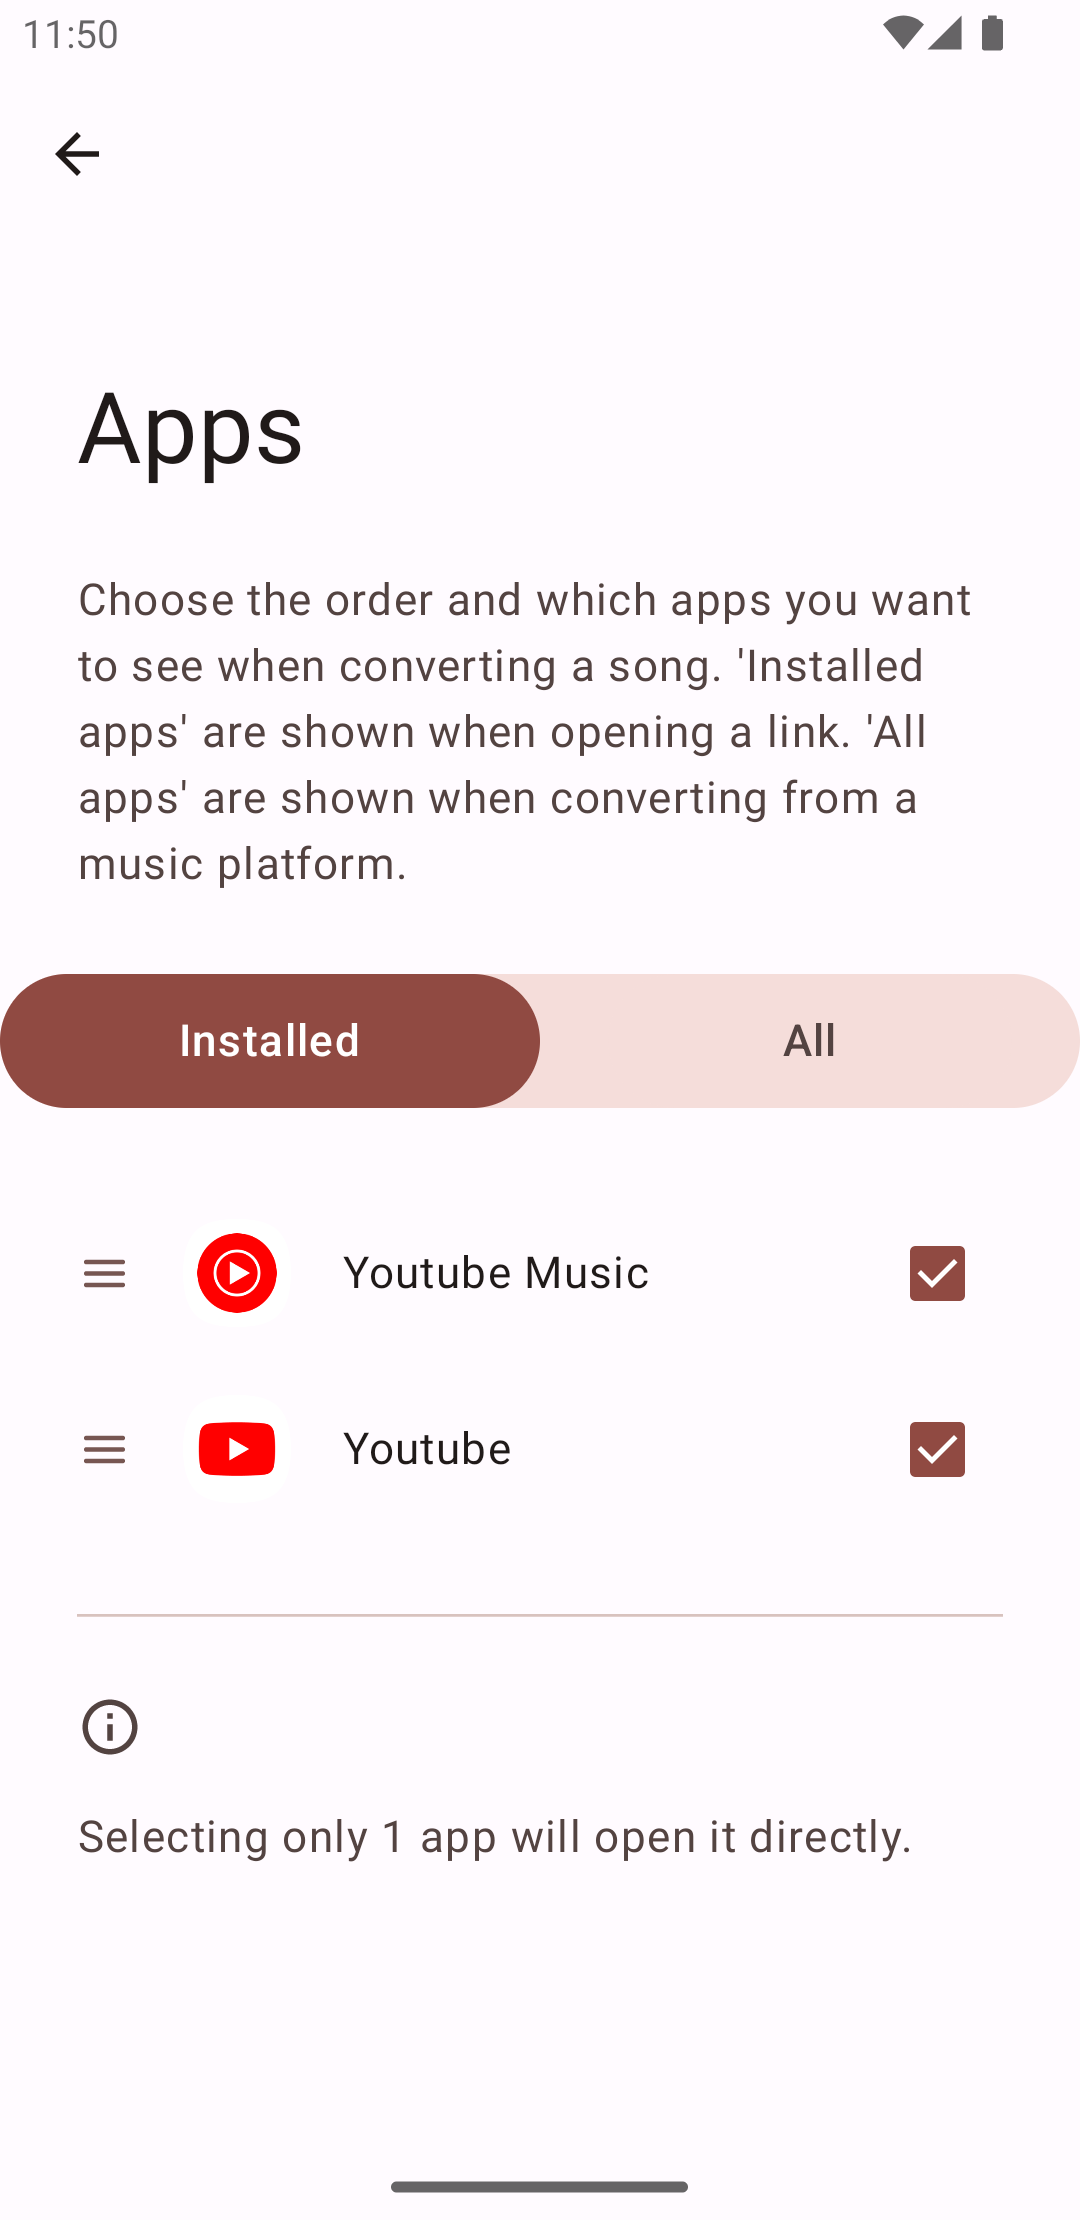 11:50
Apps
Choose the order and which apps you want
to see when converting a song. 'Installed
apps' are shown when opening a link. 'All
apps' are shown when converting from a
music platform.
Installed
All
Youtube Music
Youtube
Selecting only 1 app will open it directly.